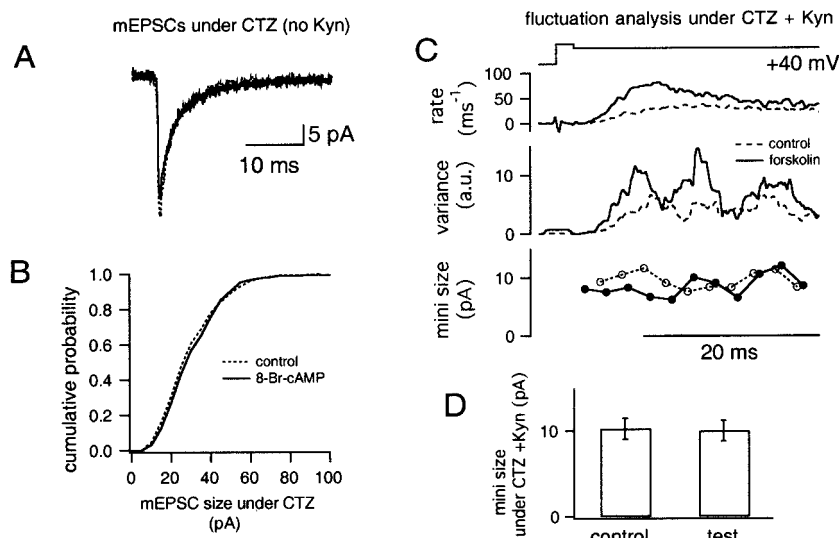 mEPSCs under CTZ (no Kyn)
A
5 pA
10 ms
B
cumulative probability
1.0
0.8
0.6
0.4
0.2
0.0
control
8-Br-cAMP
0 20 40 60 80 100
mEPSC size under CTZ
(pA)
fluctuation analysis under CTZ + Kyn
C
+40 mV
rate
(ms-1)
100
50
0
control
forskolin
variance
(a.u.)
10
0
mini size
(pA)
10
0
20 ms
D
mini size
under CTZ +Kyn (pA)
10
0
control test